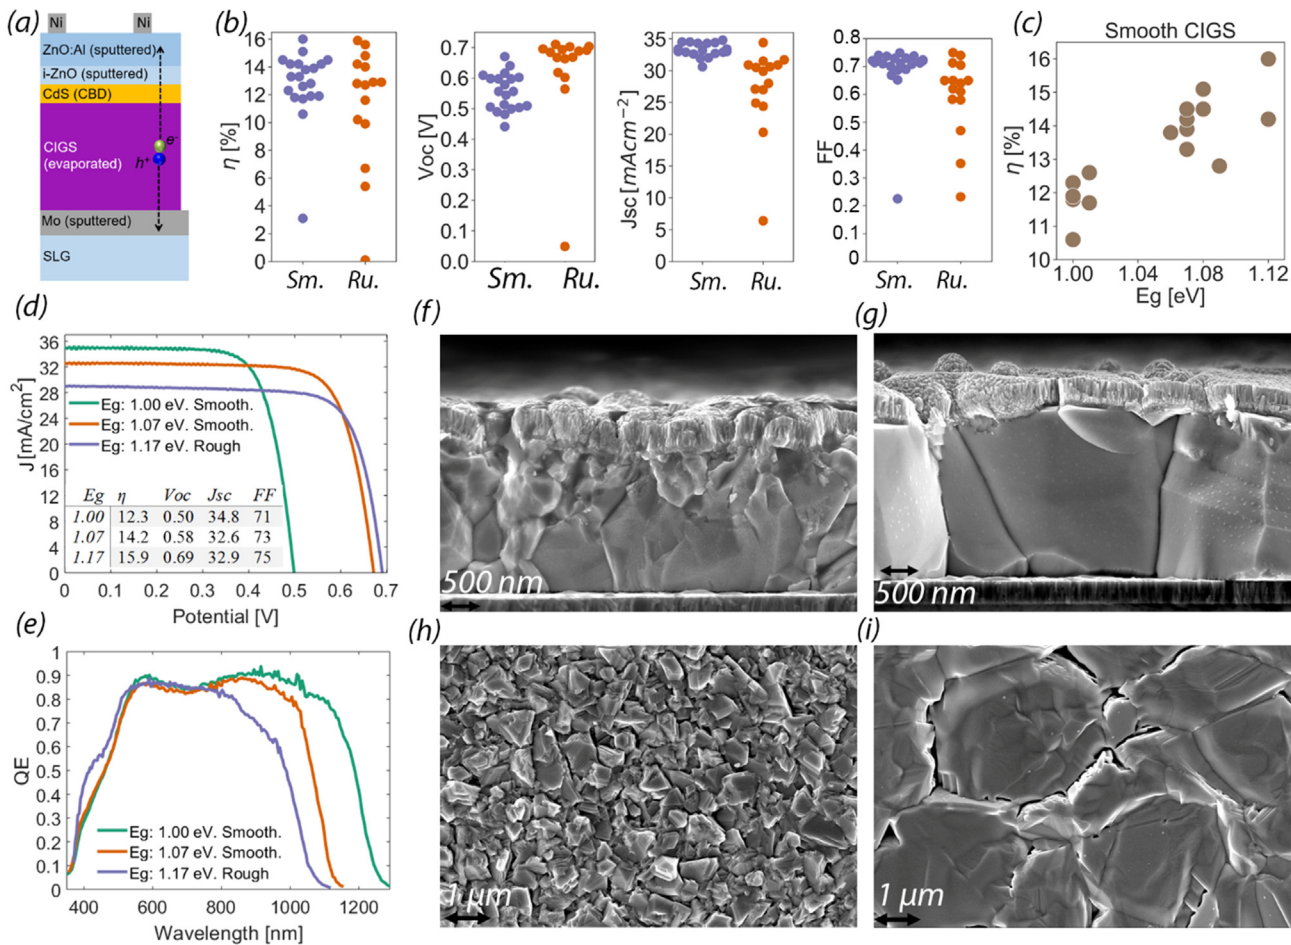 (a)
Ni
Ni
ZnO:Al (sputtered)
i-ZnO (sputtered)
CdS (CBD)
CIGS
(evaporated)
e-
h+
Mo (sputtered)
SLG
(b)
16
14
12
10
8
6
4
2
0
η [%]
Sm.
Ru.
0.7
0.6
0.5
0.4
0.3
0.2
0.1
0.0
Voc [V]
Sm.
Ru.
35
30
25
20
15
10
5
0
Jsc [mAcm−2]
Sm.
Ru.
0.8
0.7
0.6
0.5
0.4
0.3
0.2
0.1
0.0
FF
Sm.
Ru.
(c)
Smooth CIGS
16
15
14
13
12
11
10
η [%]
1.00
1.04
1.08
1.12
Eg [eV]
(d)
36
32
28
24
20
16
12
8
4
0
J[mA/cm2]
Eg: 1.00 eV. Smooth.
Eg: 1.07 eV. Smooth.
Eg: 1.17 eV. Rough
Eg η Voc Jsc FF
1.00 12.3 0.50 34.8 71
1.07 14.2 0.58 32.6 73
1.17 15.9 0.69 32.9 75
0 0.1 0.2 0.3 0.4 0.5 0.6 0.7
Potential [V]
(e)
1
0.9
0.8
0.7
0.6
0.5
0.4
0.3
0.2
0.1
0
QE
Eg: 1.00 eV. Smooth.
Eg: 1.07 eV. Smooth.
Eg: 1.17 eV. Rough
400 600 800 1000 1200
Wavelength [nm]
(f)
500 nm
(g)
500 nm
(h)
1 μm
(i)
1 μm